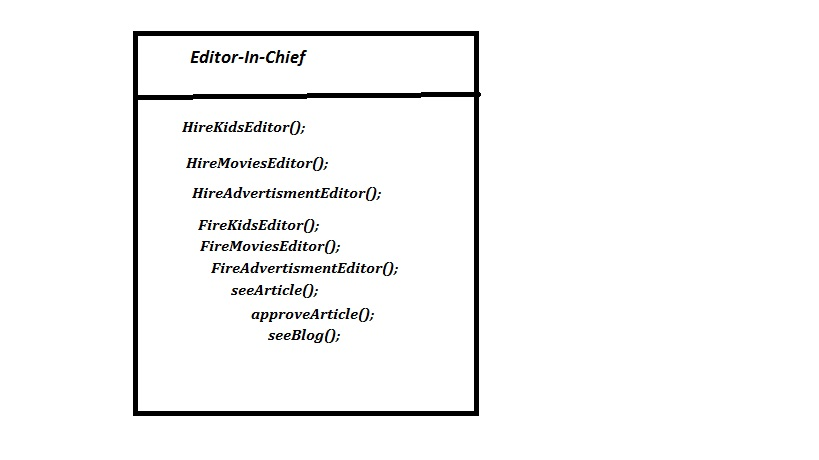 Editor-In-Chief
HireKidsEditor();
HireMoviesEditor();
HireAdvertismentEditor();
FireKidsEditor();
FireMoviesEditor();
FireAdvertismentEditor();
seeArticle();
approveArticle();
seeBlog();